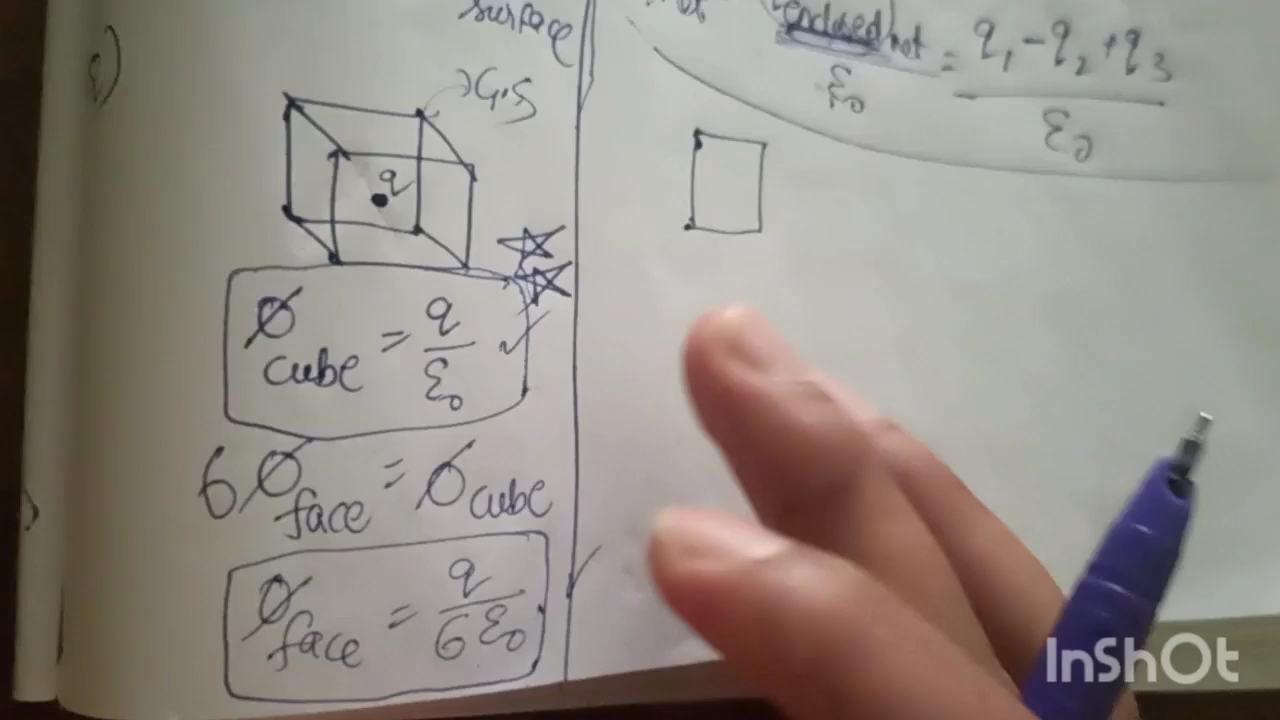 surface
G.S
q
ϕ cube = q/ε₀ ✓
6 ϕ face = ϕ cube
ϕ face = q/6ε₀
(enclosed)net/ε₀ = q₁ - q₂ + q₃/ε₀
InShOt